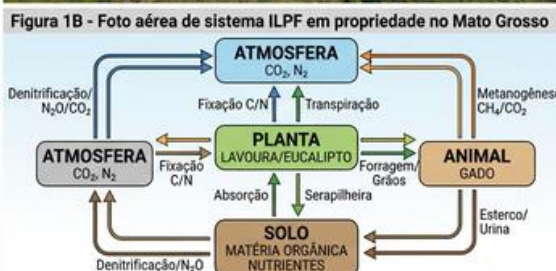 Figura 1B - Foto aérea de sistema ILPF em propriedade no Mato Grosso
ATMOSFERA
CO₂, N₂
Denitrificação/
N₂O/CO₂
Fixação C/N
Transpiração
Metanogênese
CH₄/CO₂
PLANTA
LAVOURA/EUCALIPTO
ATMOSFERA
CO₂, N₂
Fixação
C/N
Forragem/
Grãos
ANIMAL
GADO
Absorção
Serapilheira
Esterco/
Urina
SOLO
MATÉRIA ORGÂNICA
NUTRIENTES
Denitrificação/N₂O